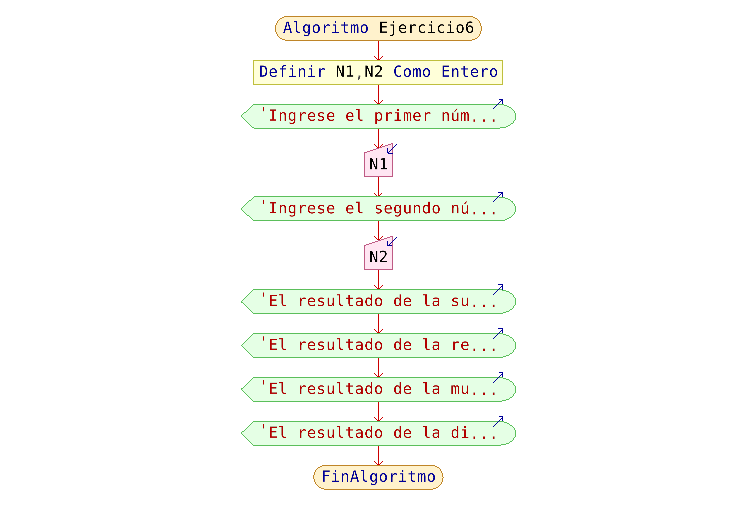 Algoritmo Ejercicio6
Definir N1,N2 Como Entero
'Ingrese el primer núm...
N1
'Ingrese el segundo nú...
N2
'El resultado de la su...
'El resultado de la re...
'El resultado de la mu...
'El resultado de la di...
FinAlgoritmo